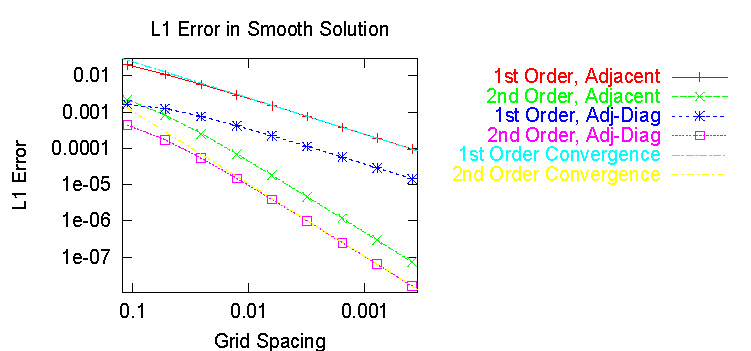 L1 Error in Smooth Solution
L1 Error
0.01
0.001
0.0001
1e-05
1e-06
1e-07
0.1
0.01
0.001
Grid Spacing
1st Order, Adjacent
2nd Order, Adjacent
1st Order, Adj-Diag
2nd Order, Adj-Diag
1st Order Convergence
2nd Order Convergence